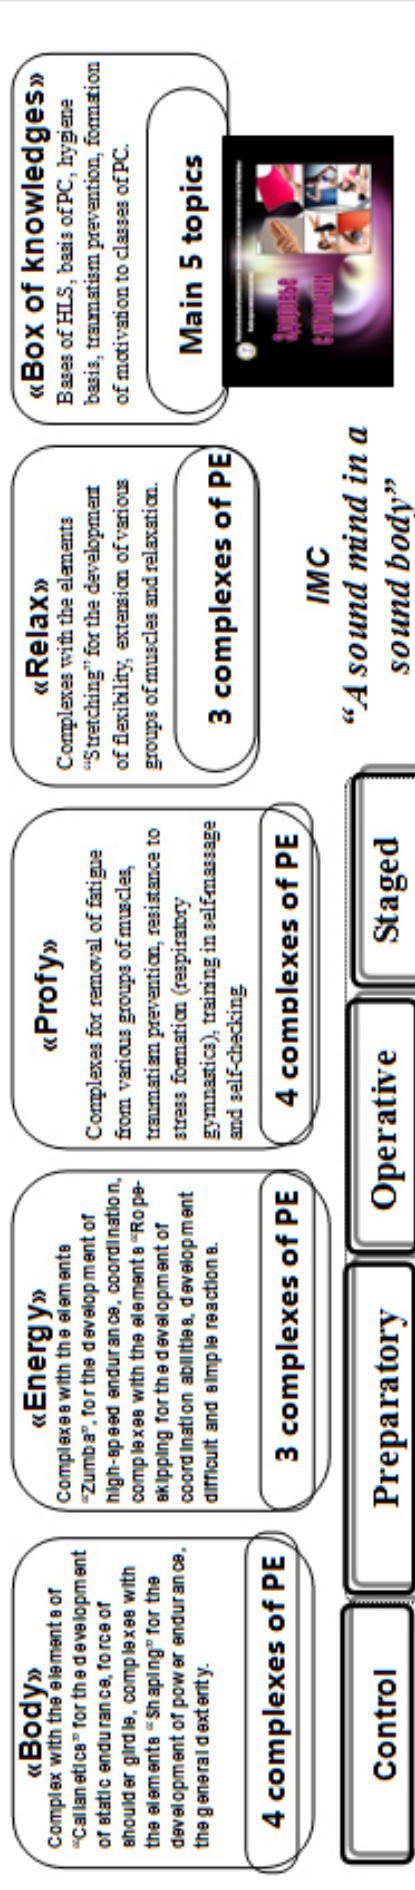 «Body»
Complex with the elements of
"Callanetics" for the development
of static endurance, force of
shoulder girdle, complexes with
the elements "Shaping" for the
development of power endurance,
the general dexterity.
4 complexes of PE
«Energy»
Complexes with the elements
"Zumba", for the development of
high-speed endurance, coordination,
complexes with the elements "Rope-
skipping for the development of
coordination abilities, development
difficult and simple reactions.
3 complexes of PE
«Profy»
Complexes for removal of fatigue
from various groups of muscles,
traumatian prevention, resistance to
stress formation (respiratory
gymnastics), training in self-massage
and self-checking.
4 complexes of PE
«Relax»
Complexes with the elements
"Stretching" for the development
of flexibility, extension of various
groups of muscles and relaxation.
3 complexes of PE
«Box of knowledges»
Bases of HLS, basis of PC, hygiene
basis, traumatism prevention, formation
of motivation to classes of PC.
Main 5 topics
Здоровье
Control
Preparatory
Operative
Staged
IMC
"A sound mind in a
sound body"